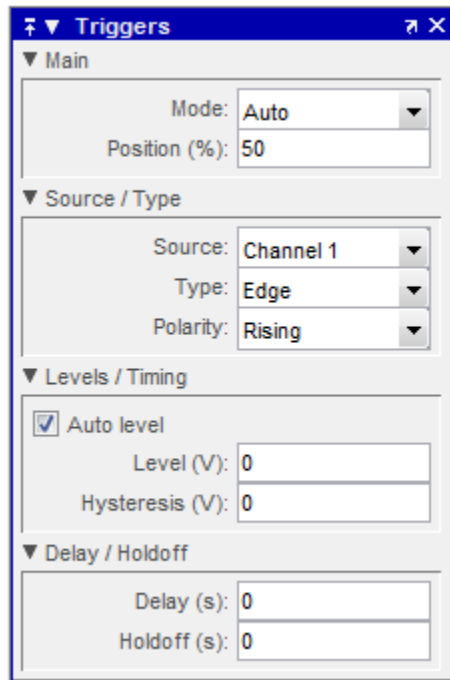 Triggers
Main
Mode: Auto
Position (%): 50
Source / Type
Source: Channel 1
Type: Edge
Polarity: Rising
Levels / Timing
Auto level
Level (V): 0
Hysteresis (V): 0
Delay / Holdoff
Delay (s): 0
Holdoff (s): 0